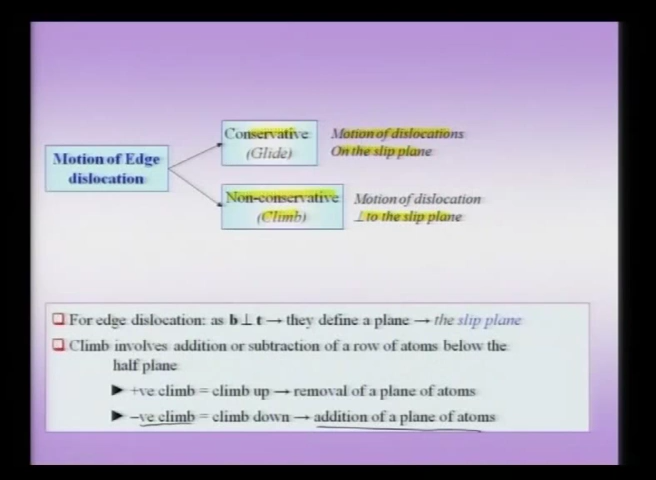 Motion of Edge
dislocation
Conservative
(Glide)
Motion of dislocations
On the slip plane
Non-conservative
(Climb)
Motion of dislocation
⊥to the slip plane
For edge dislocation: as b ⊥ t → they define a plane → the slip plane
Climb involves addition or subtraction of a row of atoms below the
half plane
► +ve climb = climb up → removal of a plane of atoms
► −ve climb = climb down → addition of a plane of atoms